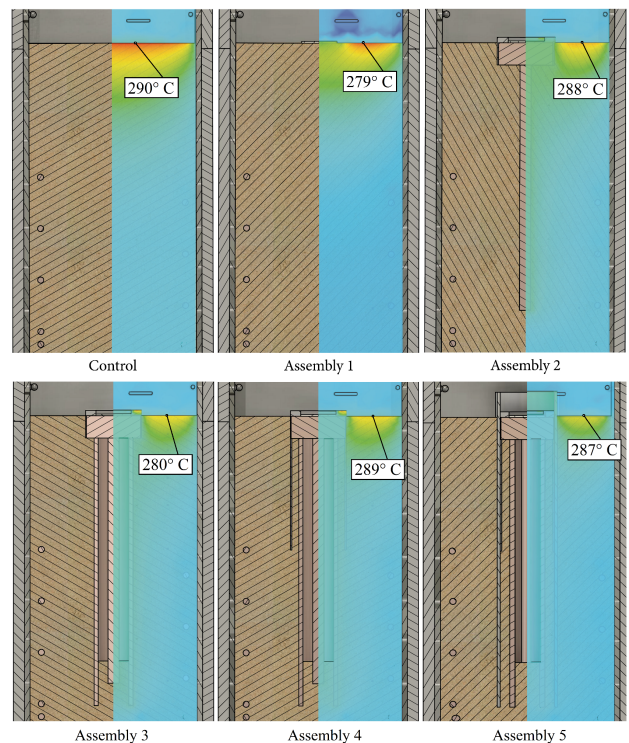 290° C
279° C
288° C
Control
Assembly 1
Assembly 2
280° C
289° C
287° C
Assembly 3
Assembly 4
Assembly 5